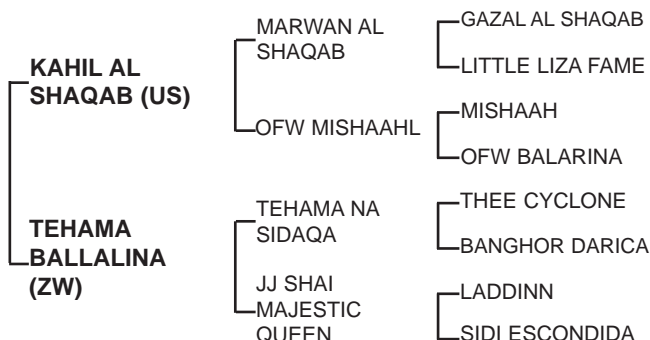 KAHIL AL
SHAQAB (US)
TEHAMA
BALLALINA
(ZW)
MARWAN AL
SHAQAB
OFW MISHAAHL
TEHAMA NA
SIDAQA
JJ SHAI
MAJESTIC
QUEEN
GAZAL AL SHAQAB
LITTLE LIZA FAME
MISHAAH
OFW BALARINA
THEE CYCLONE
BANGHOR DARICA
LADDINN
SIDI ESCONDIDA